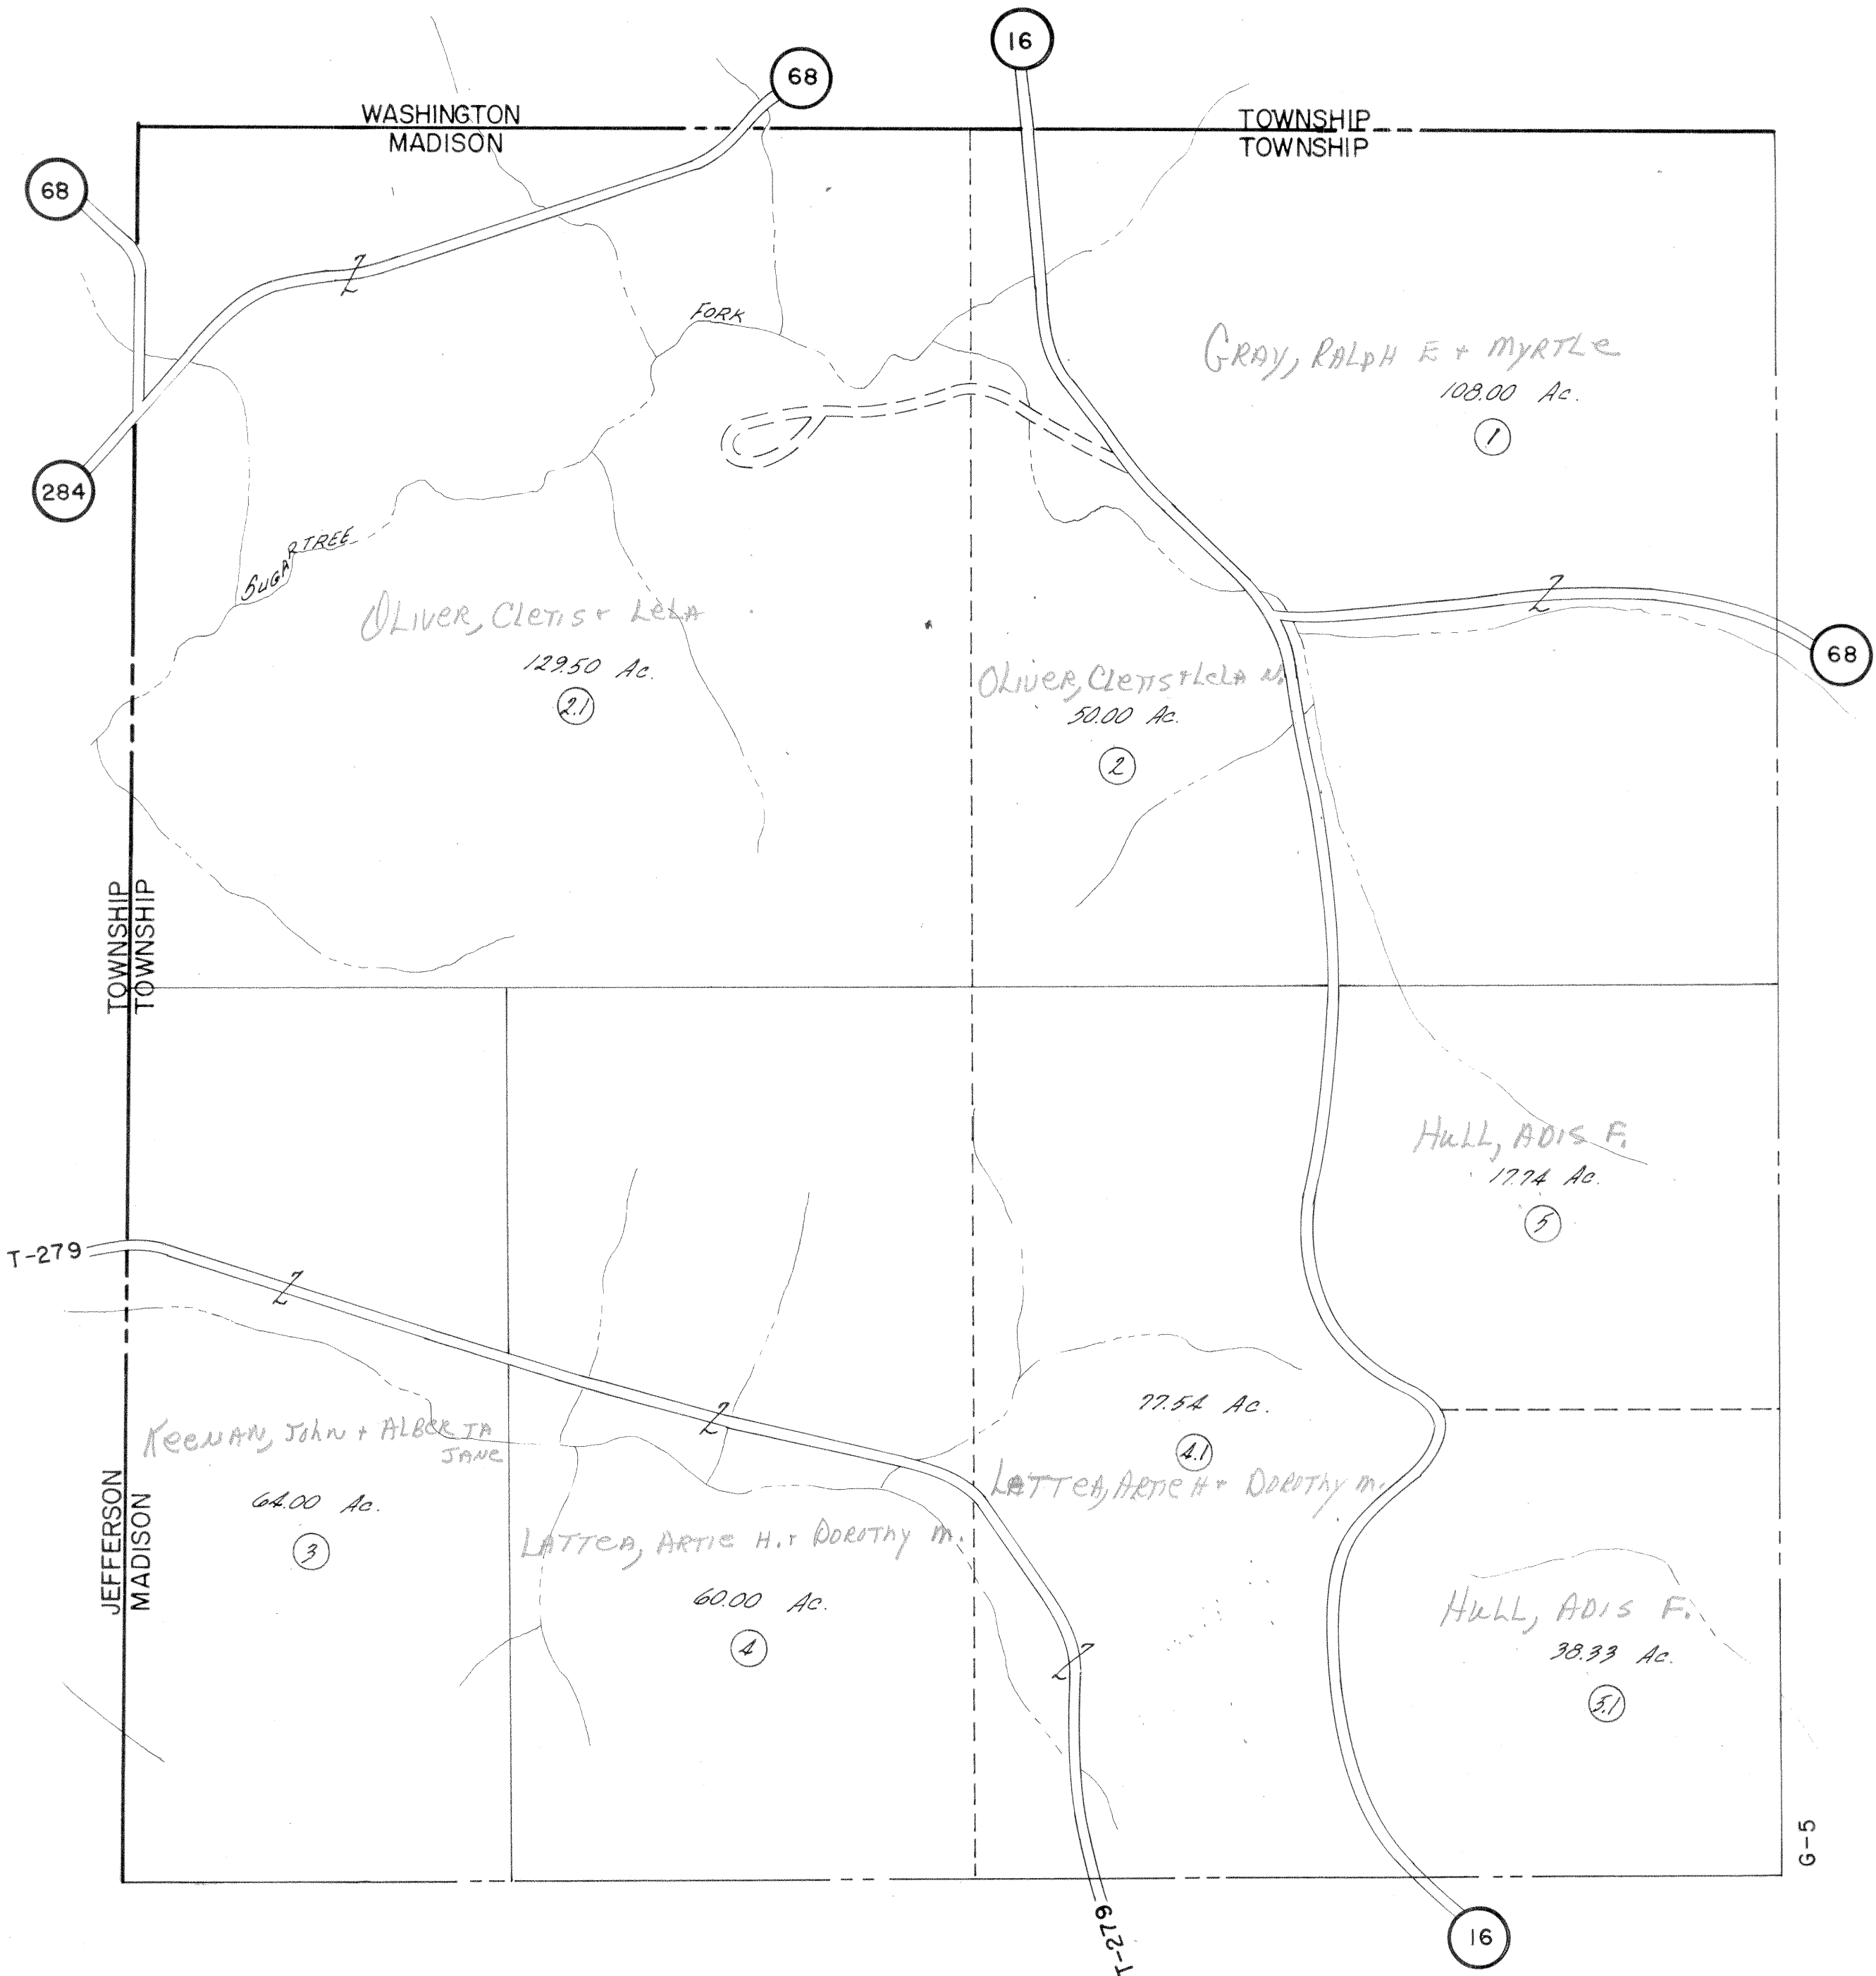 16
68
WASHINGTON
MADISON
TOWNSHIP
TOWNSHIP
68
FORK
GRAY, RALPH E + MYRTLE
108.00 Ac.
1
284
SUGAR TREE
OLIVER, Cletis + LELA
129.50 Ac.
2.1
OLIVER, Cletis + LELA N.
50.00 Ac.
2
68
TOWNSHIP
TOWNSHIP
HULL, ADIS F.
17.74 Ac.
5
T-279
77.54 Ac.
4.1
LATTEA, ARTIE H + DOROTHY M.
KEENAN, JOHN + ALBERTA
JANE
64.00 Ac.
3
JEFFERSON
MADISON
LATTEA, ARTIE H. + DOROTHY M.
60.00 Ac.
4
HULL, ADIS F.
38.33 Ac.
5.1
G-5
T-279
16